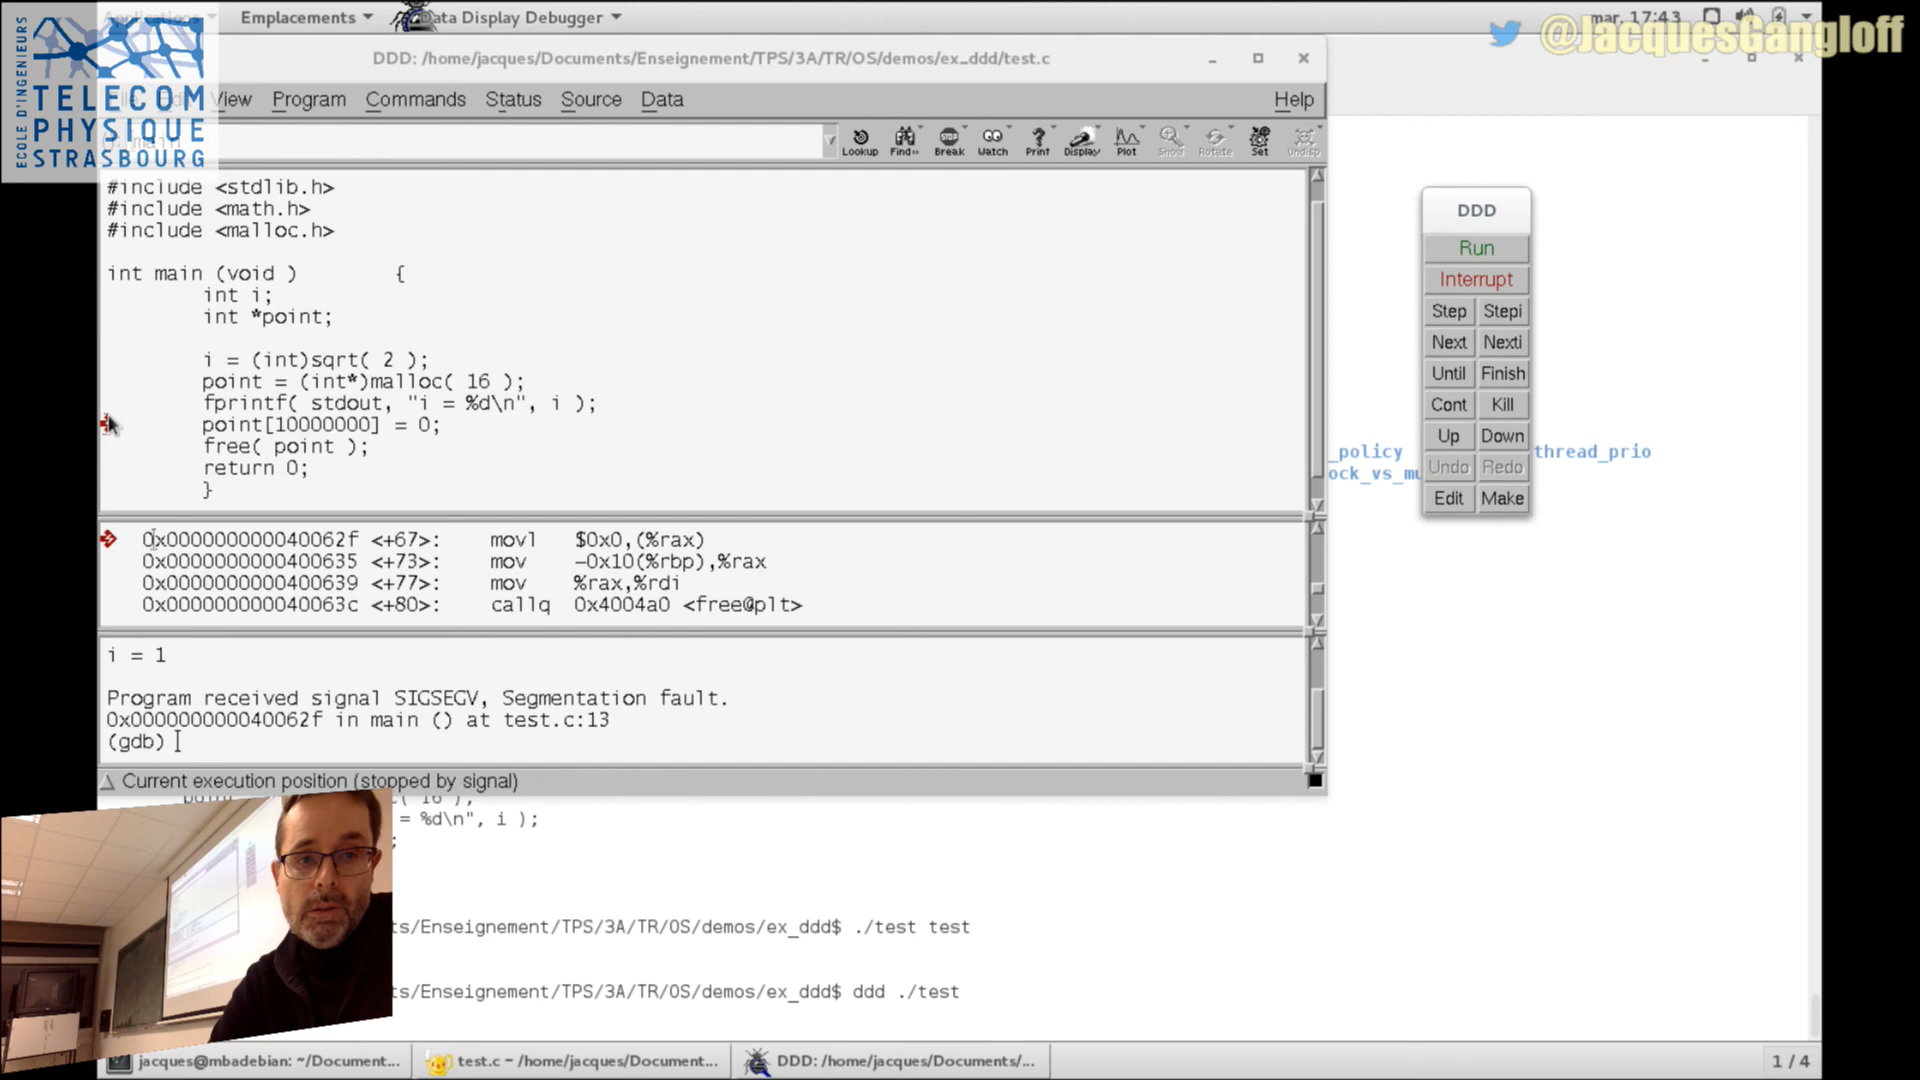 Applications Emplacements Data Display Debugger mar, 17:43
@JacquesGangloff
ECOLE D'INGENIEURS
TELECOM
PHYSIQUE
STRASBOURG
DDD: /home/jacques/Documents/Enseignement/TPS/3A/TR/OS/demos/ex_ddd/test.c
View Program Commands Status Source Data Help
Lookup Find» Break Watch Print Display Plot Show Rotate Set Undisp
#include <stdlib.h>
#include <math.h>
#include <malloc.h>
int main (void ) {
int i;
int *point;
i = (int)sqrt( 2 );
point = (int*)malloc( 16 );
fprintf( stdout, "i = %d\n", i );
point[10000000] = 0;
free( point );
return 0;
}
0x000000000040062f <+67>: movl $0x0,(%rax)
0x0000000000400635 <+73>: mov -0x10(%rbp),%rax
0x0000000000400639 <+77>: mov %rax,%rdi
0x000000000040063c <+80>: callq 0x4004a0 <free@plt>
i = 1
Program received signal SIGSEGV, Segmentation fault.
0x000000000040062f in main () at test.c:13
(gdb)
Current execution position (stopped by signal)
DDD
Run
Interrupt
Step Stepi
Next Nexti
Until Finish
Cont Kill
Up Down
Undo Redo
Edit Make
_policy thread_prio
ock_vs_mu
= %d\n", i );
ts/Enseignement/TPS/3A/TR/OS/demos/ex_ddd$ ./test test
ts/Enseignement/TPS/3A/TR/OS/demos/ex_ddd$ ddd ./test
jacques@mbadebian: ~/Document... test.c – /home/jacques/Document... DDD: /home/jacques/Documents/... 1 / 4